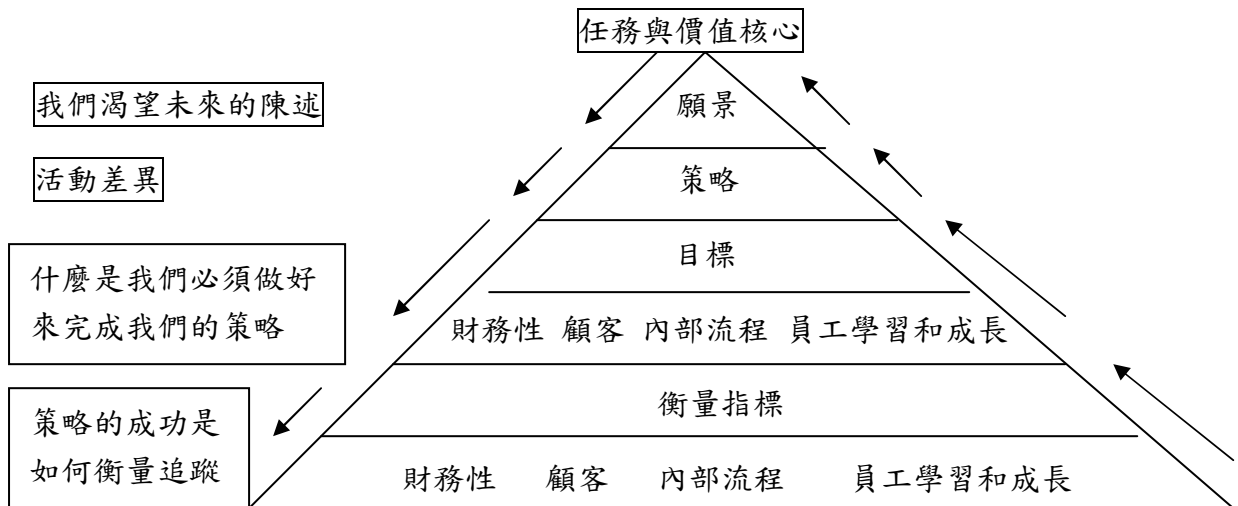 任務與價值核心
我們渴望未來的陳述
願景
活動差異
策略
什麼是我們必須做好
來完成我們的策略
目標
財務性 顧客 內部流程 員工學習和成長
策略的成功是
如何衡量追蹤
衡量指標
財務性 顧客 內部流程 員工學習和成長